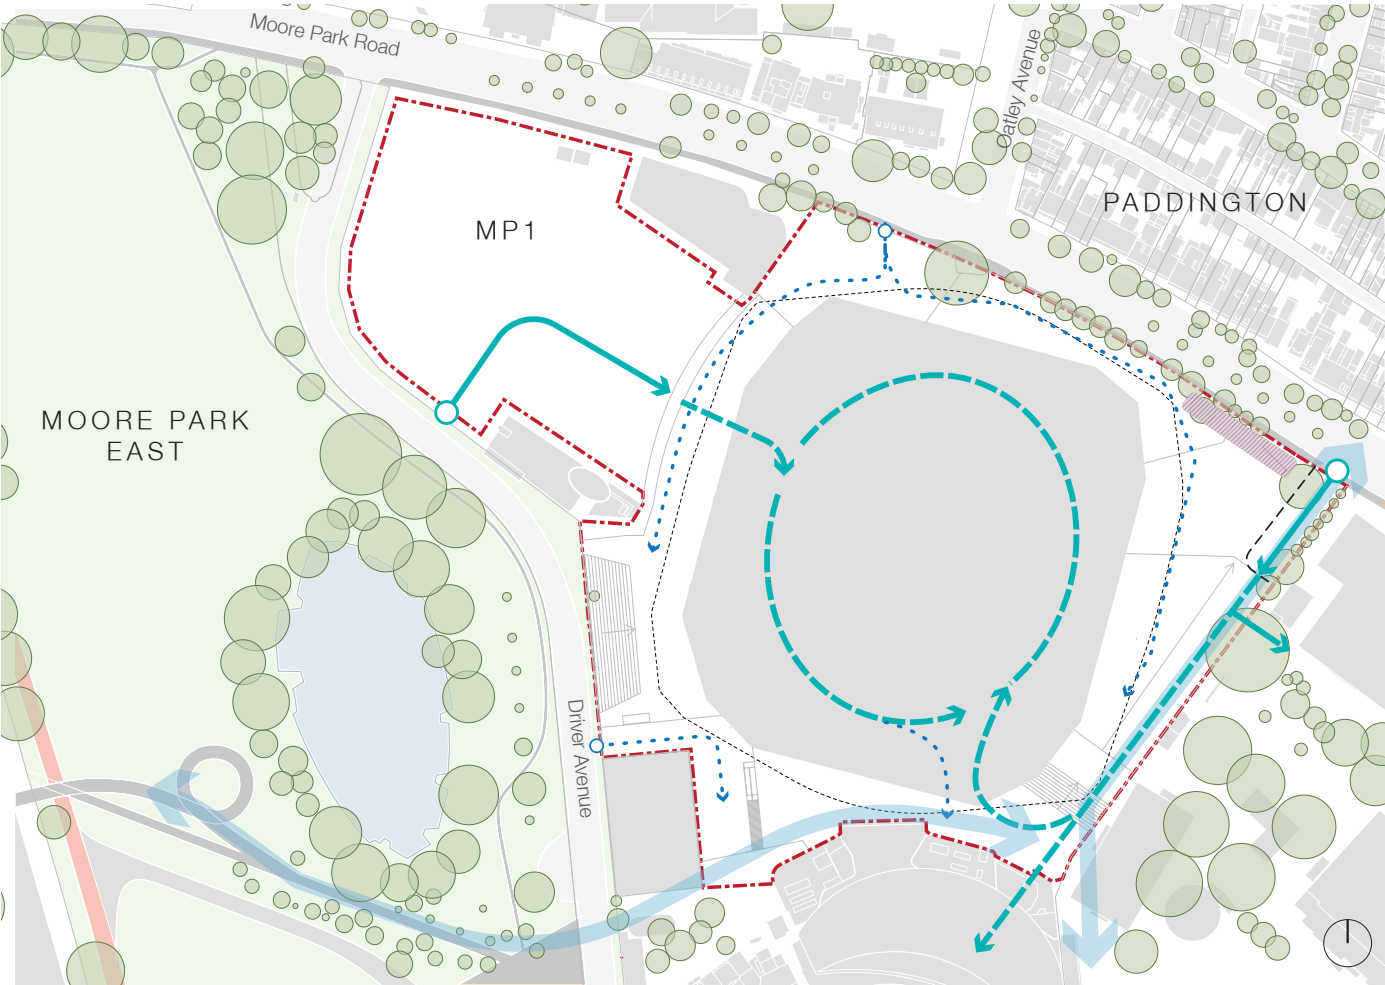 Moore Park Road
Oatley Avenue
PADDINGTON
MP1
MOORE PARK
EAST
Driver Avenue